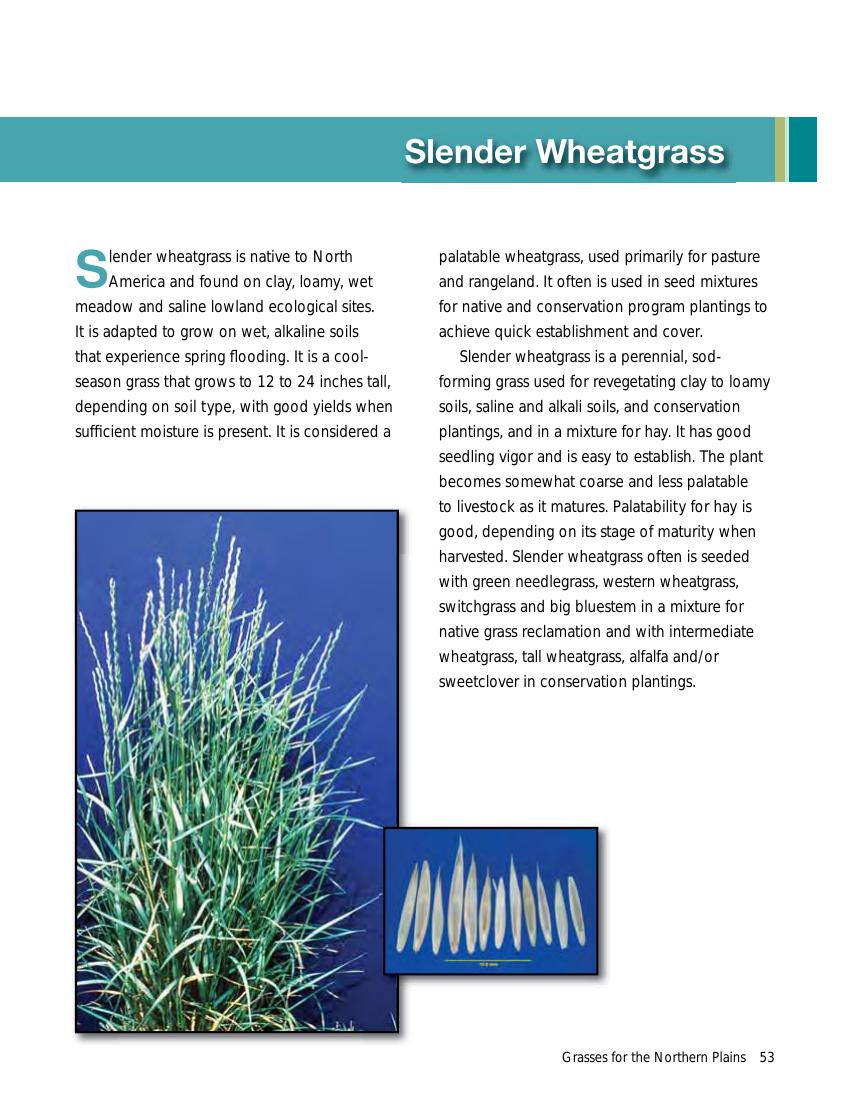 Slender Wheatgrass
Slender wheatgrass is native to North
America and found on clay, loamy, wet
meadow and saline lowland ecological sites.
It is adapted to grow on wet, alkaline soils
that experience spring flooding. It is a cool-
season grass that grows to 12 to 24 inches tall,
depending on soil type, with good yields when
sufficient moisture is present. It is considered a
palatable wheatgrass, used primarily for pasture
and rangeland. It often is used in seed mixtures
for native and conservation program plantings to
achieve quick establishment and cover.
Slender wheatgrass is a perennial, sod-
forming grass used for revegetating clay to loamy
soils, saline and alkali soils, and conservation
plantings, and in a mixture for hay. It has good
seedling vigor and is easy to establish. The plant
becomes somewhat coarse and less palatable
to livestock as it matures. Palatability for hay is
good, depending on its stage of maturity when
harvested. Slender wheatgrass often is seeded
with green needlegrass, western wheatgrass,
switchgrass and big bluestem in a mixture for
native grass reclamation and with intermediate
wheatgrass, tall wheatgrass, alfalfa and/or
sweetclover in conservation plantings.
Grasses for the Northern Plains 53